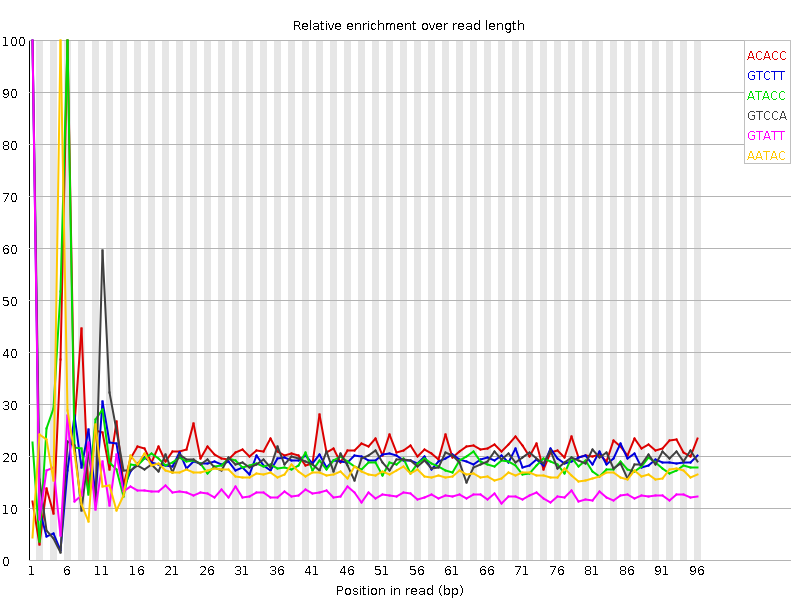 Relative enrichment over read length
100
90
80
70
60
50
40
30
20
10
0
ACACC
GTCTT
ATACC
GTCCA
GTATT
AATAC
1 6 11 16 21 26 31 36 41 46 51 56 61 66 71 76 81 86 91 96
Position in read (bp)